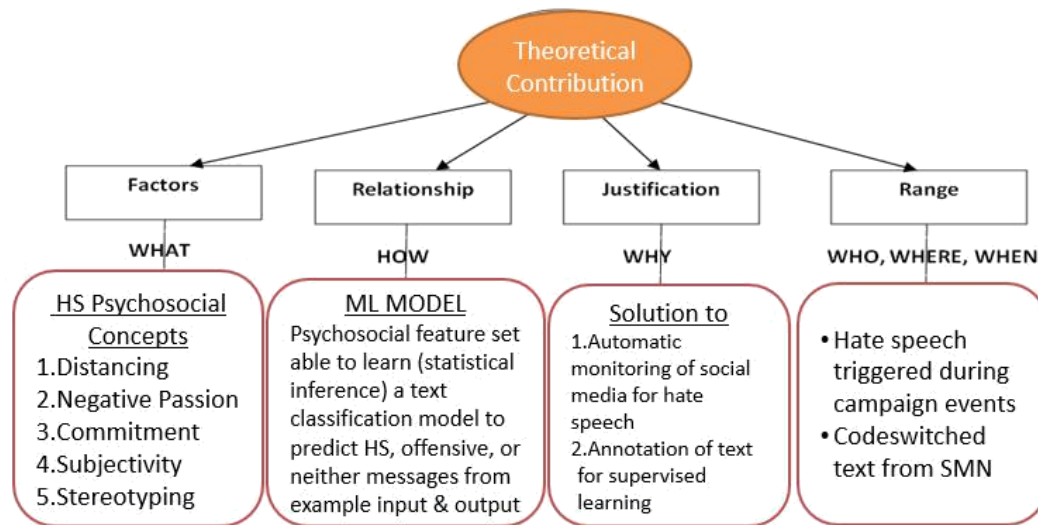 Theoretical
Contribution
Factors
Relationship
Justification
Range
WHAT
HOW
WHY
WHO, WHERE, WHEN
HS Psychosocial
Concepts
1.Distancing
2.Negative Passion
3.Commitment
4.Subjectivity
5.Stereotyping
ML MODEL
Psychosocial feature set
able to learn (statistical
inference) a text
classification model to
predict HS, offensive, or
neither messages from
example input & output
Solution to
1.Automatic
monitoring of social
media for hate
speech
2.Annotation of text
for supervised
learning
• Hate speech
triggered during
campaign events
• Codeswitched
text from SMN